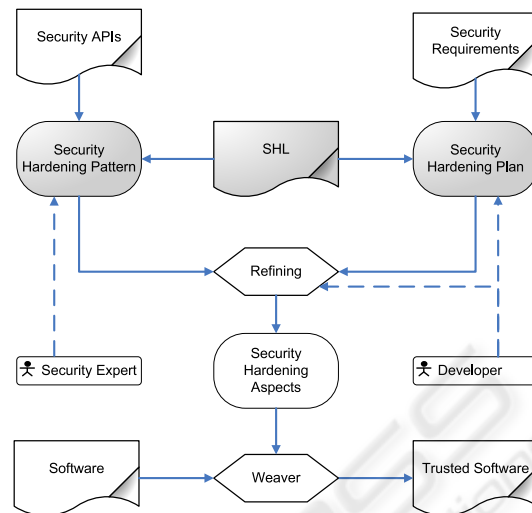 Security APIs
Security
Requirements
Security
Hardening Pattern
SHL
Security
Hardening Plan
Refining
Security
Hardening
Aspects
Security Expert
Developer
Software
Weaver
Trusted Software